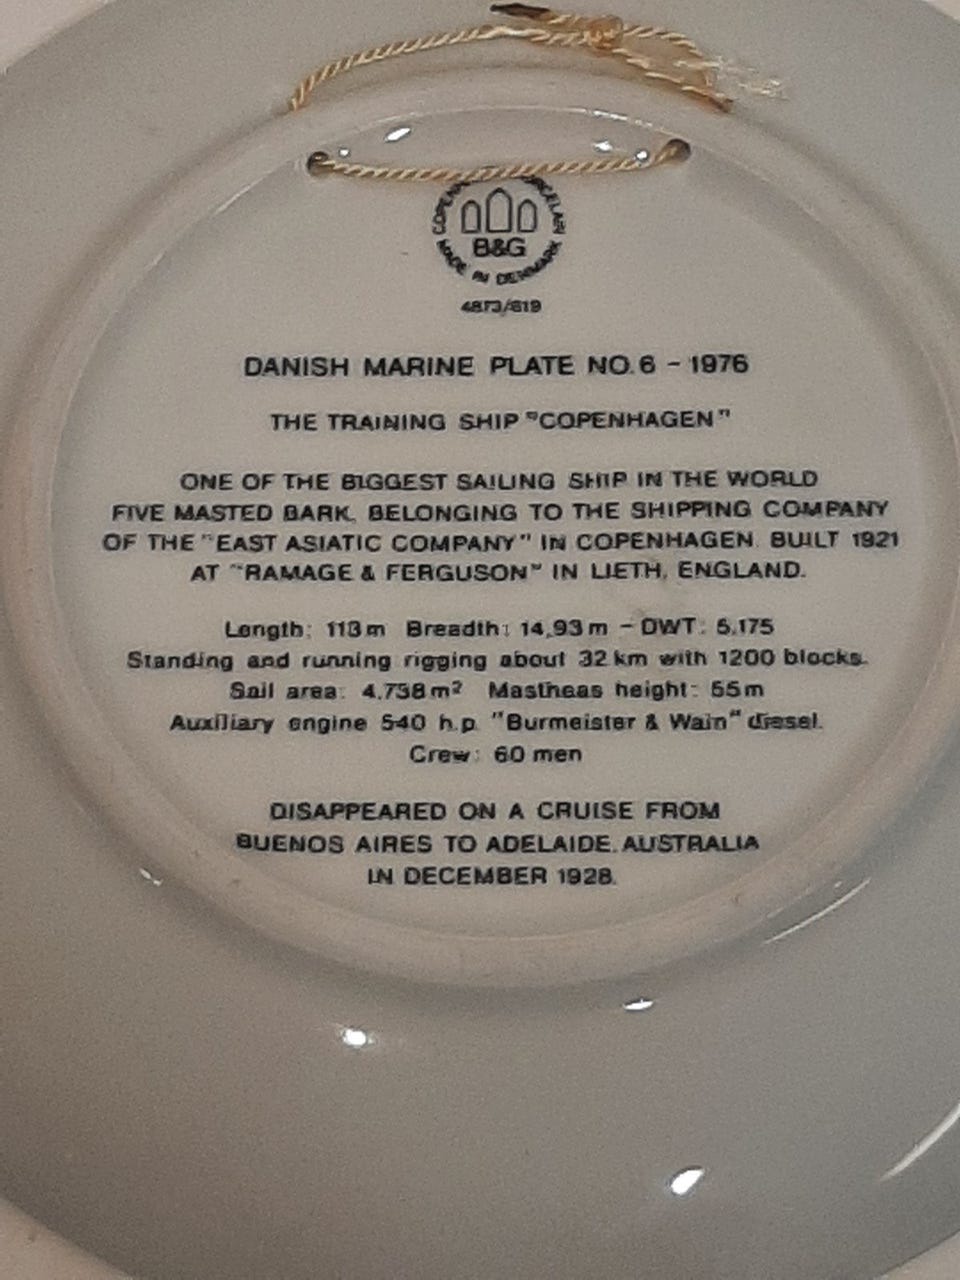 B&G
MADE IN DENMARK
4873/619
DANISH MARINE PLATE NO. 6 - 1976
THE TRAINING SHIP "COPENHAGEN"
ONE OF THE BIGGEST SAILING SHIP IN THE WORLD
FIVE MASTED BARK, BELONGING TO THE SHIPPING COMPANY
OF THE "EAST ASIATIC COMPANY" IN COPENHAGEN. BUILT 1921
AT "RAMAGE & FERGUSON" IN LIETH, ENGLAND.
Length: 113 m Breadth: 14,93 m - DWT: 5,175
Standing and running rigging about 32 km with 1200 blocks.
Sail area: 4.738 m² Mastheas height: 55 m
Auxiliary engine 540 h.p. "Burmeister & Wain" diesel.
Crew: 60 men
DISAPPEARED ON A CRUISE FROM
BUENOS AIRES TO ADELAIDE, AUSTRALIA
IN DECEMBER 1928.